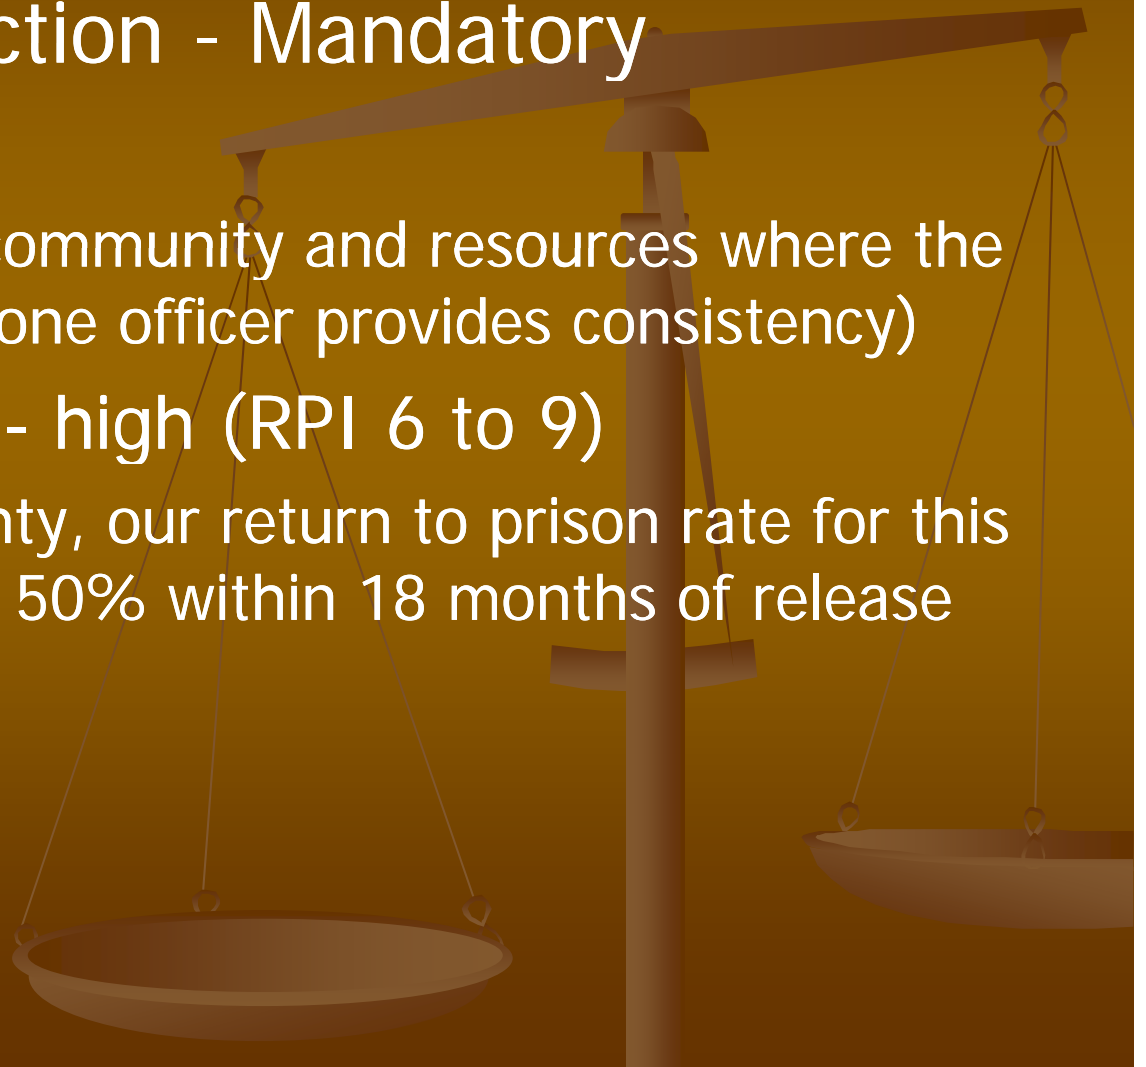 ction - Mandatory
community and resources where the
one officer provides consistency)
- high (RPI 6 to 9)
nty, our return to prison rate for this
50% within 18 months of release